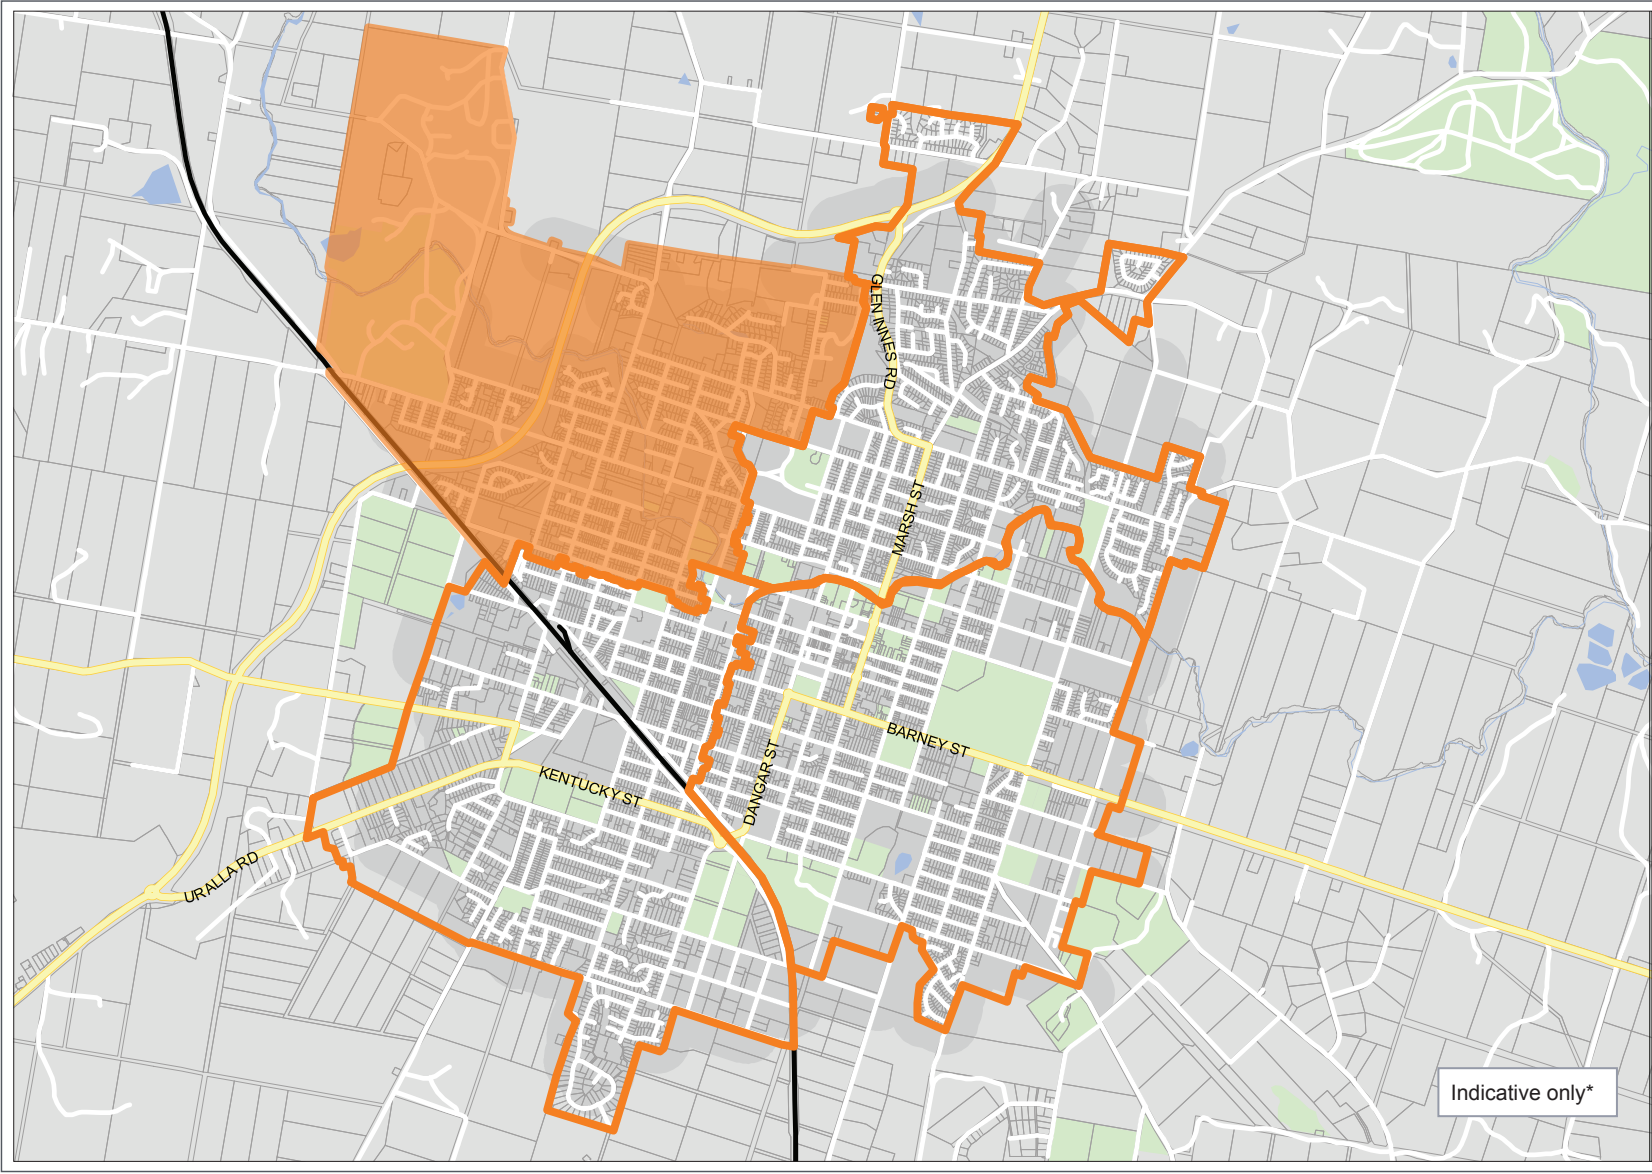 GLEN INNES RD
MARSH ST
BARNEY ST
DANGAR ST
KENTUCKY ST
URALLA RD
Indicative only*